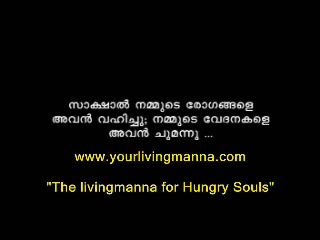 സാക്ഷാൽ നമ്മുടെ രോഗങ്ങളെ
അവൻ വഹിച്ചു; നമ്മുടെ വേദനകളെ
അവൻ ചുമന്നു ...
www.yourlivingmanna.com
"The livingmanna for Hungry Souls"